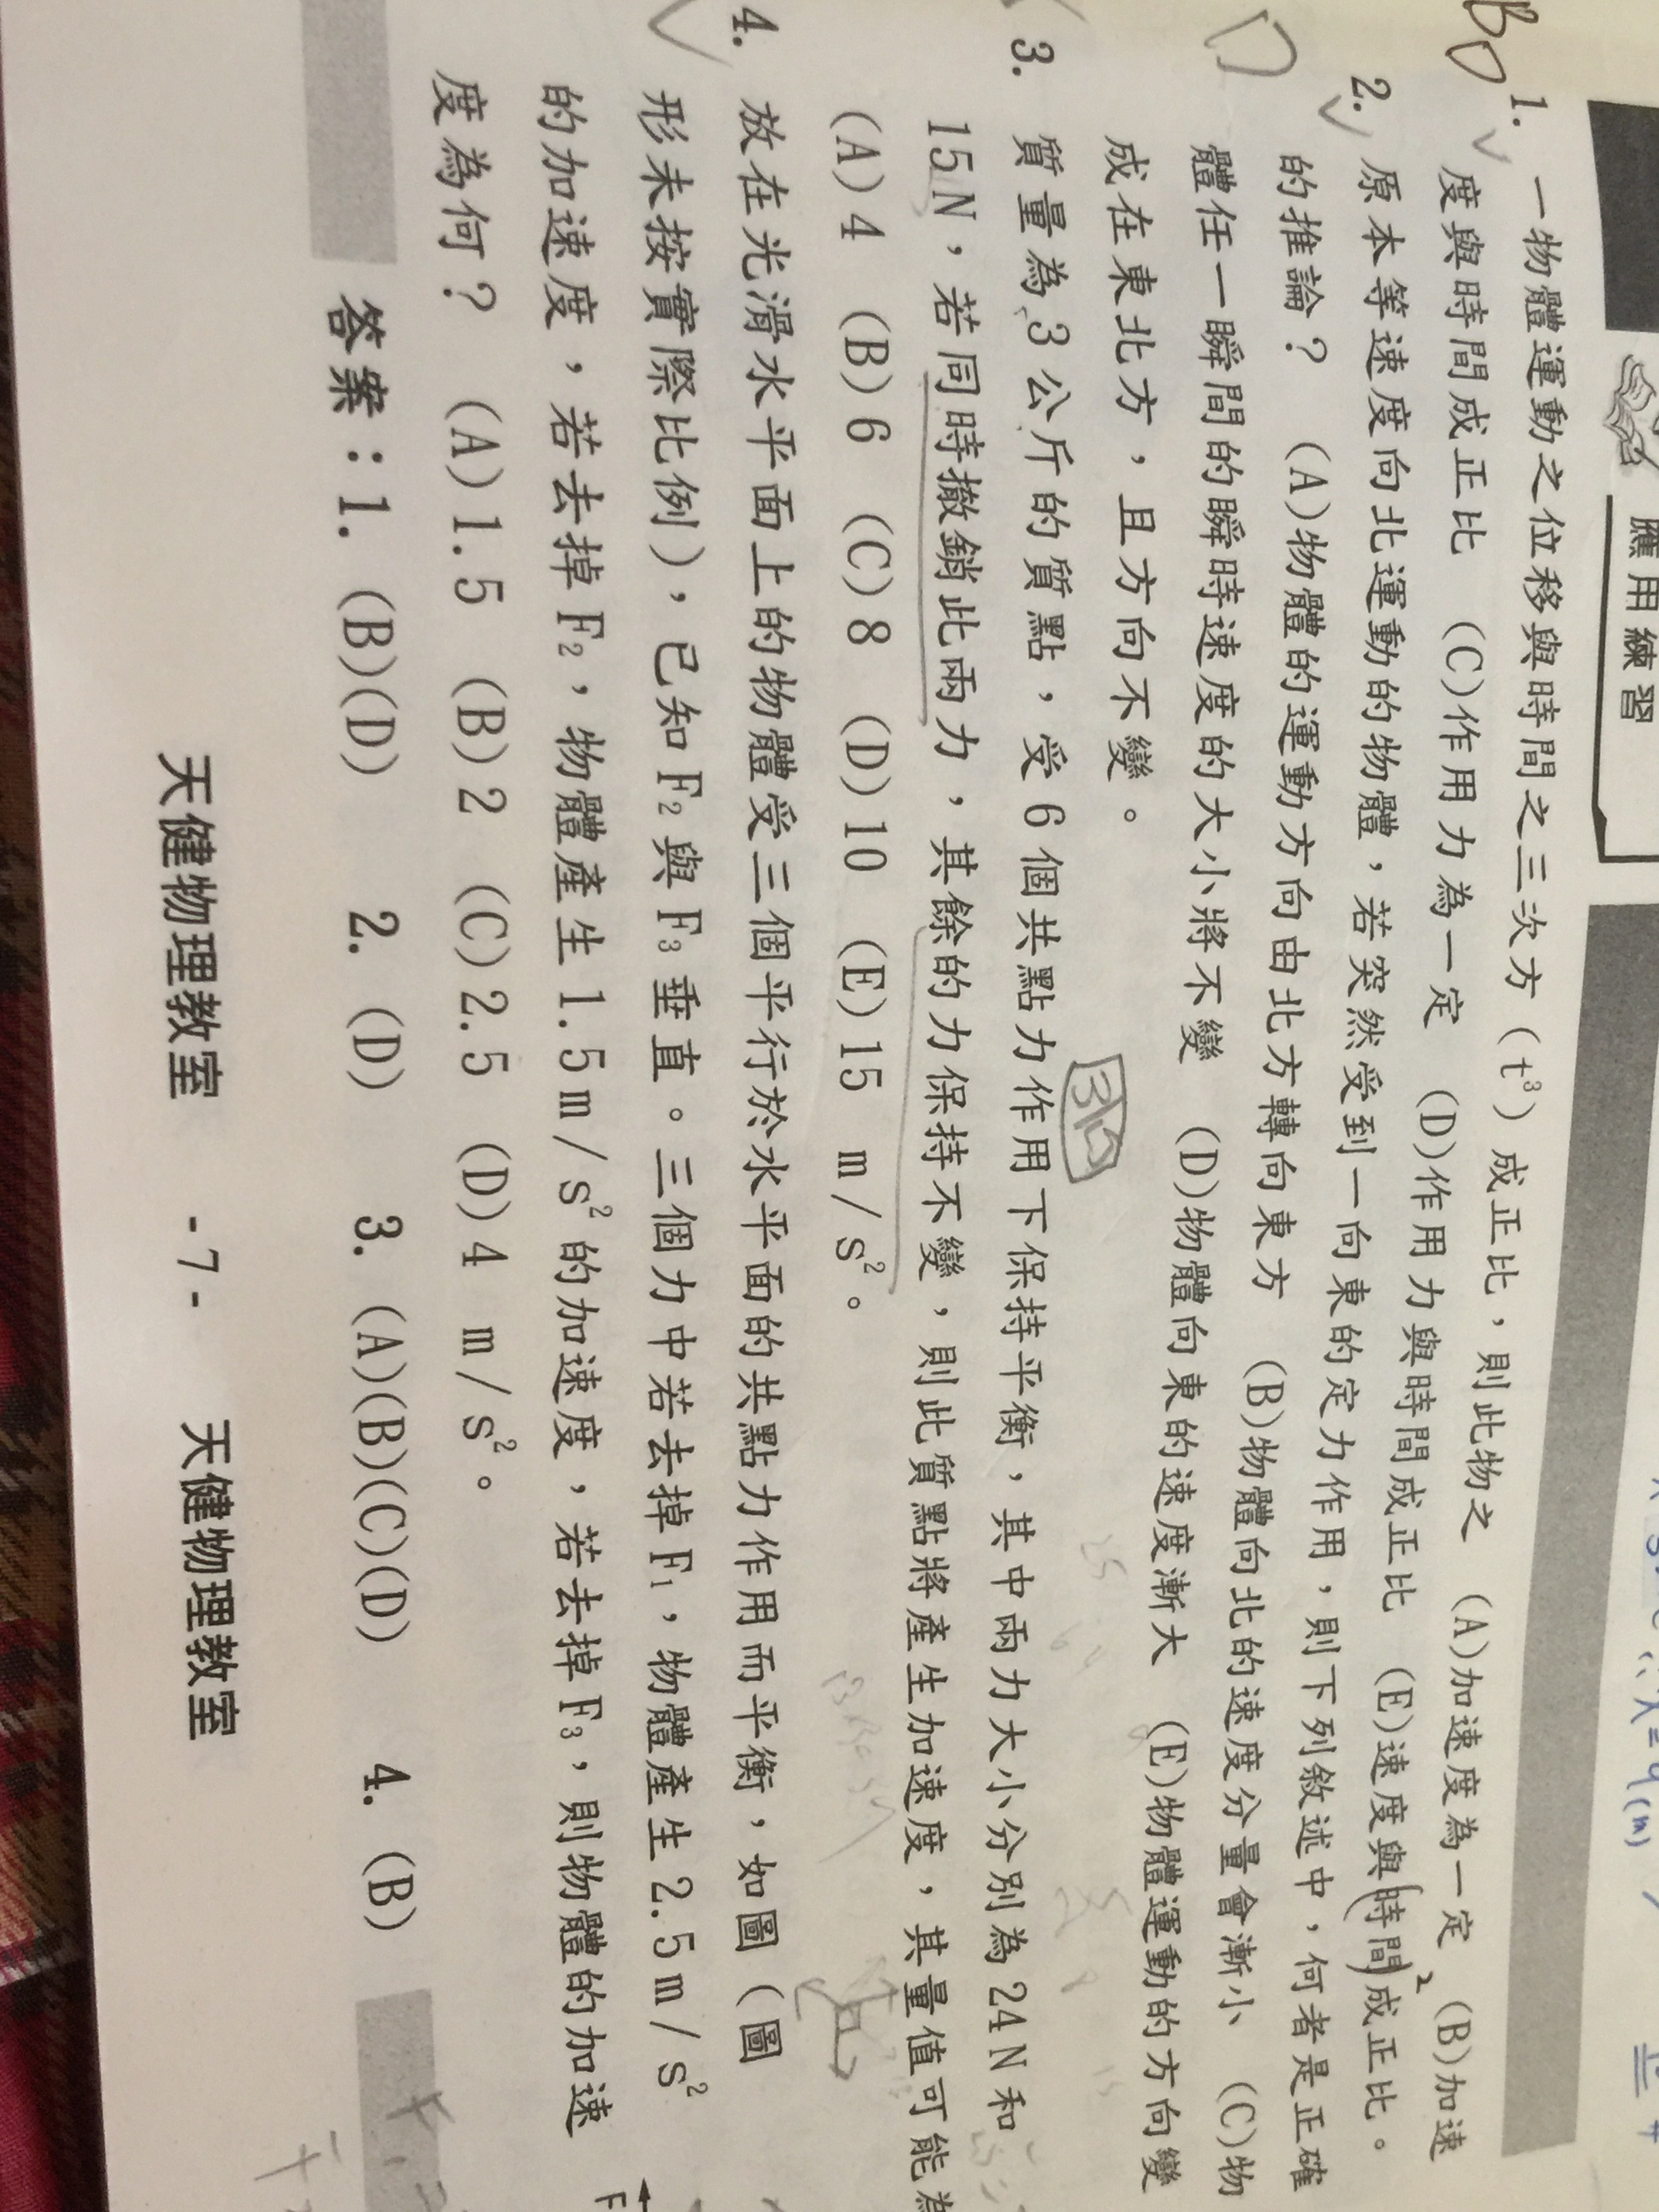 應用練習
1. 一物體運動之位移與時間之三次方（t³）成正比，則此物之 (A)加速度為一定 (B)加速
度與時間成正比 (C)作用力為一定 (D)作用力與時間成正比 (E)速度與(時間)²成正比。
2. 原本等速度向北運動的物體，若突然受到一向東的定力作用，則下列敘述中，何者是正確
的推論？ (A)物體的運動方向由北方轉向東方 (B)物體向北的速度分量會漸小 (C)物
體任一瞬間的瞬時速度的大小將不變 (D)物體向東的速度漸大 (E)物體運動的方向變
成在東北方，且方向不變。
3. 質量為 3 公斤的質點，受 6 個共點力作用下保持平衡，其中兩力大小分別為 24N 和
15N，若同時撤銷此兩力，其餘的力保持不變，則此質點將產生加速度，其量值可能為
(A)4 (B)6 (C)8 (D)10 (E)15 m/s²。
4. 放在光滑水平面上的物體受三個平行於水平面的共點力作用而平衡，如圖（圖
形未按實際比例），已知 F₂ 與 F₃ 垂直。三個力中若去掉 F₁，物體產生 2.5m/s²
的加速度，若去掉 F₂，物體產生 1.5m/s² 的加速度，若去掉 F₃，則物體的加速
度為何？ (A)1.5 (B)2 (C)2.5 (D)4 m/s²。
答案：1. (B)(D) 2. (D) 3. (A)(B)(C)(D) 4. (B)
天健物理教室 -7- 天健物理教室
BD
D